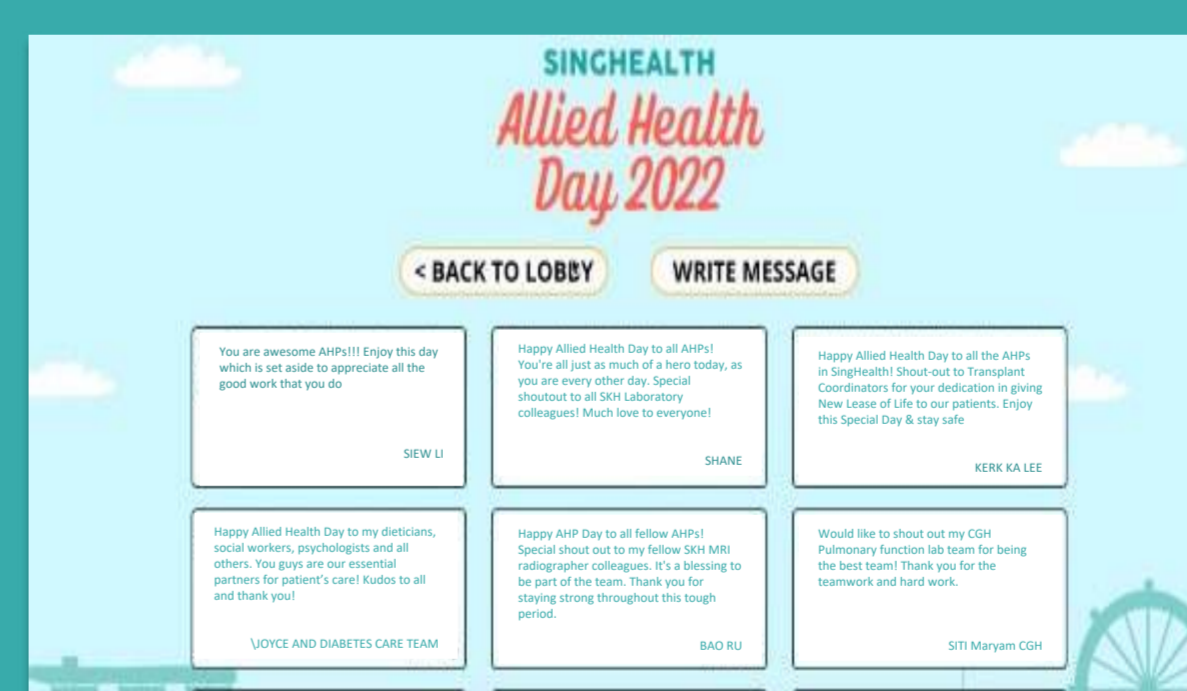 SINGHEALTH
Allied Health
Day 2022
< BACK TO LOBBY
WRITE MESSAGE
You are awesome AHPs!!! Enjoy this day
which is set aside to appreciate all the
good work that you do
SIEW LI
Happy Allied Health Day to all AHPs!
You're all just as much of a hero today, as
you are every other day. Special
shoutout to all SKH Laboratory
colleagues! Much love to everyone!
SHANE
Happy Allied Health Day to all the AHPs
in SingHealth! Shout-out to Transplant
Coordinators for your dedication in giving
New Lease of Life to our patients. Enjoy
this Special Day & stay safe
KERK KA LEE
Happy Allied Health Day to my dieticians,
social workers, psychologists and all
others. You guys are our essential
partners for patient's care! Kudos to all
and thank you!
\JOYCE AND DIABETES CARE TEAM
Happy AHP Day to all fellow AHPs!
Special shout out to my fellow SKH MRI
radiographer colleagues. It's a blessing to
be part of the team. Thank you for
staying strong throughout this tough
period.
BAO RU
Would like to shout out my CGH
Pulmonary function lab team for being
the best team! Thank you for the
teamwork and hard work.
SITI Maryam CGH